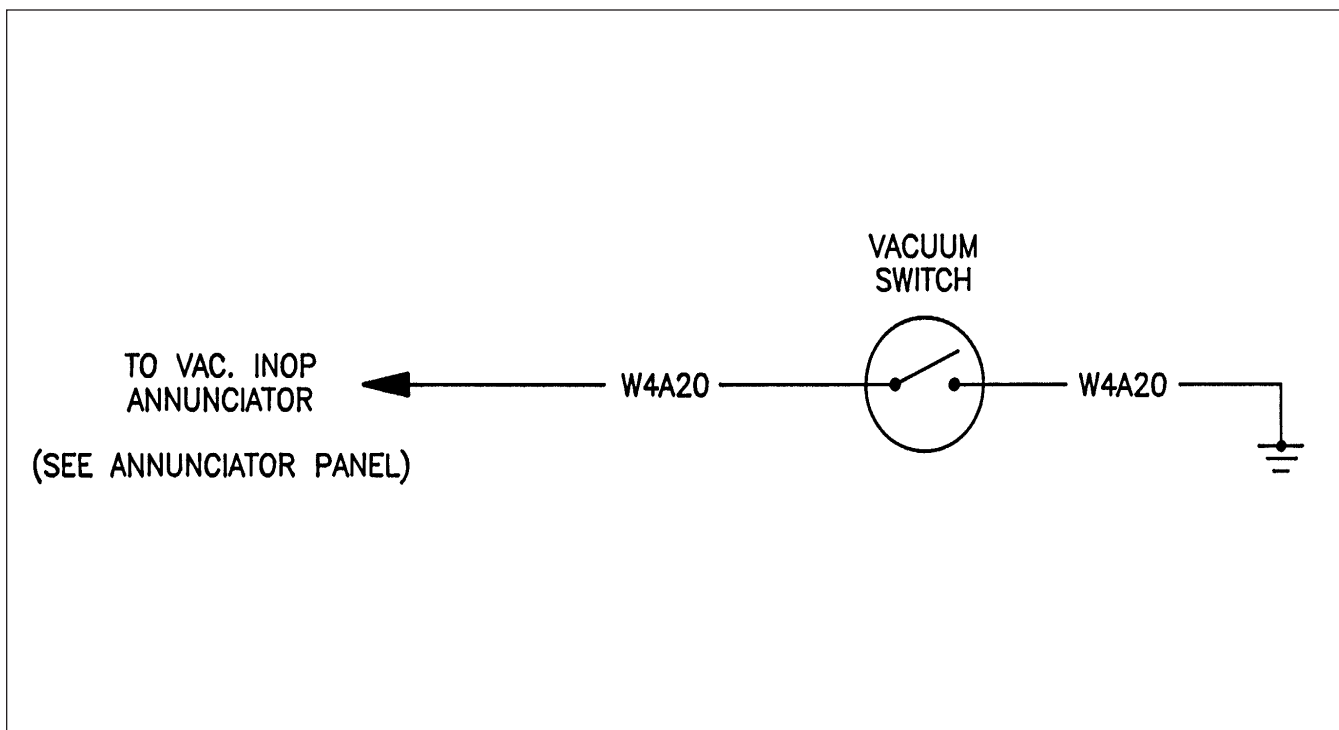 VACUUM
SWITCH
TO VAC. INOP
ANNUNCIATOR
W4A20
W4A20
(SEE ANNUNCIATOR PANEL)